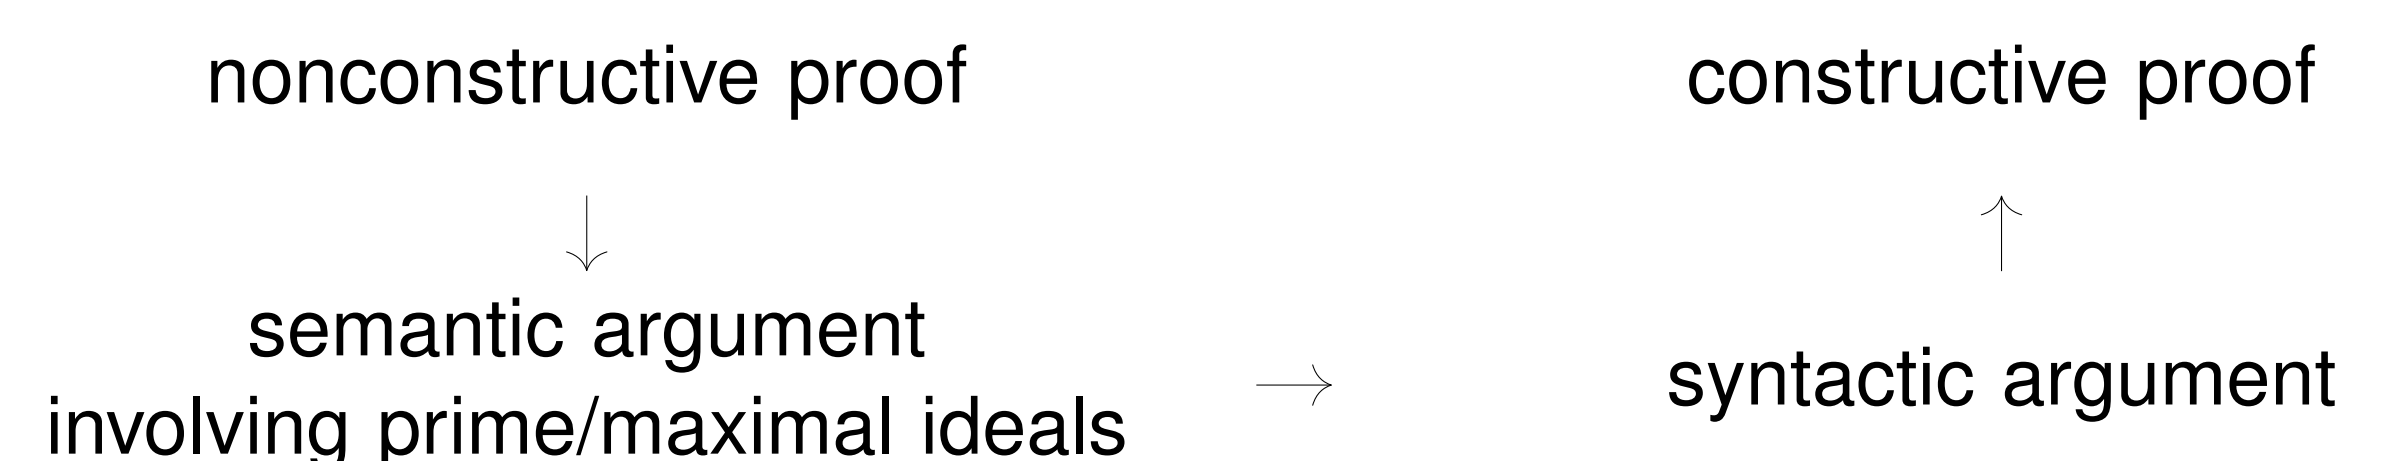 nonconstructive proof
constructive proof
semantic argument
involving prime/maximal ideals
syntactic argument